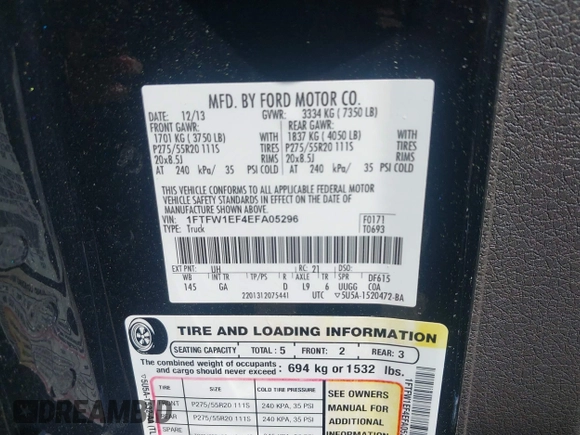 MFD. BY FORD MOTOR CO.
DATE: 12/13 GVWR: 3334 KG ( 7350 LB)
FRONT GAWR: REAR GAWR:
1701 KG ( 3750 LB) WITH 1837 KG ( 4050 LB) WITH
P275/55R20 111S TIRES P275/55R20 111S TIRES
20x8.5J RIMS 20x8.5J RIMS
AT 240 kPa/ 35 PSI COLD AT 240 kPa/ 35 PSI COLD
THIS VEHICLE CONFORMS TO ALL APPLICABLE FEDERAL MOTOR
VEHICLE SAFETY STANDARDS IN EFFECT ON THE DATE OF
MANUFACTURE SHOWN ABOVE.
VIN: 1FTFW1EF4EFA05296 F0171
TYPE: Truck T0693
EXT PNT: UH RC: 21 DSO:
WB INT TR TP/PS R AXLE TR SPR DF615
145 GA D L9 6 UUGG COA
2201312075441 UTC ▽5U5A-1520472-BA
TIRE AND LOADING INFORMATION
SEATING CAPACITY TOTAL: 5 FRONT: 2 REAR: 3
The combined weight of occupants
and cargo should never exceed : 694 kg or 1532 lbs.
TIRE SIZE COLD TIRE PRESSURE
P275/55R20 111S 240 KPA, 35 PSI
P275/55R20 111S 240 KPA, 35 PSI
SPARE
SEE OWNERS
MANUAL FOR
ADDITIONAL
INFORMATION
DREAMBID